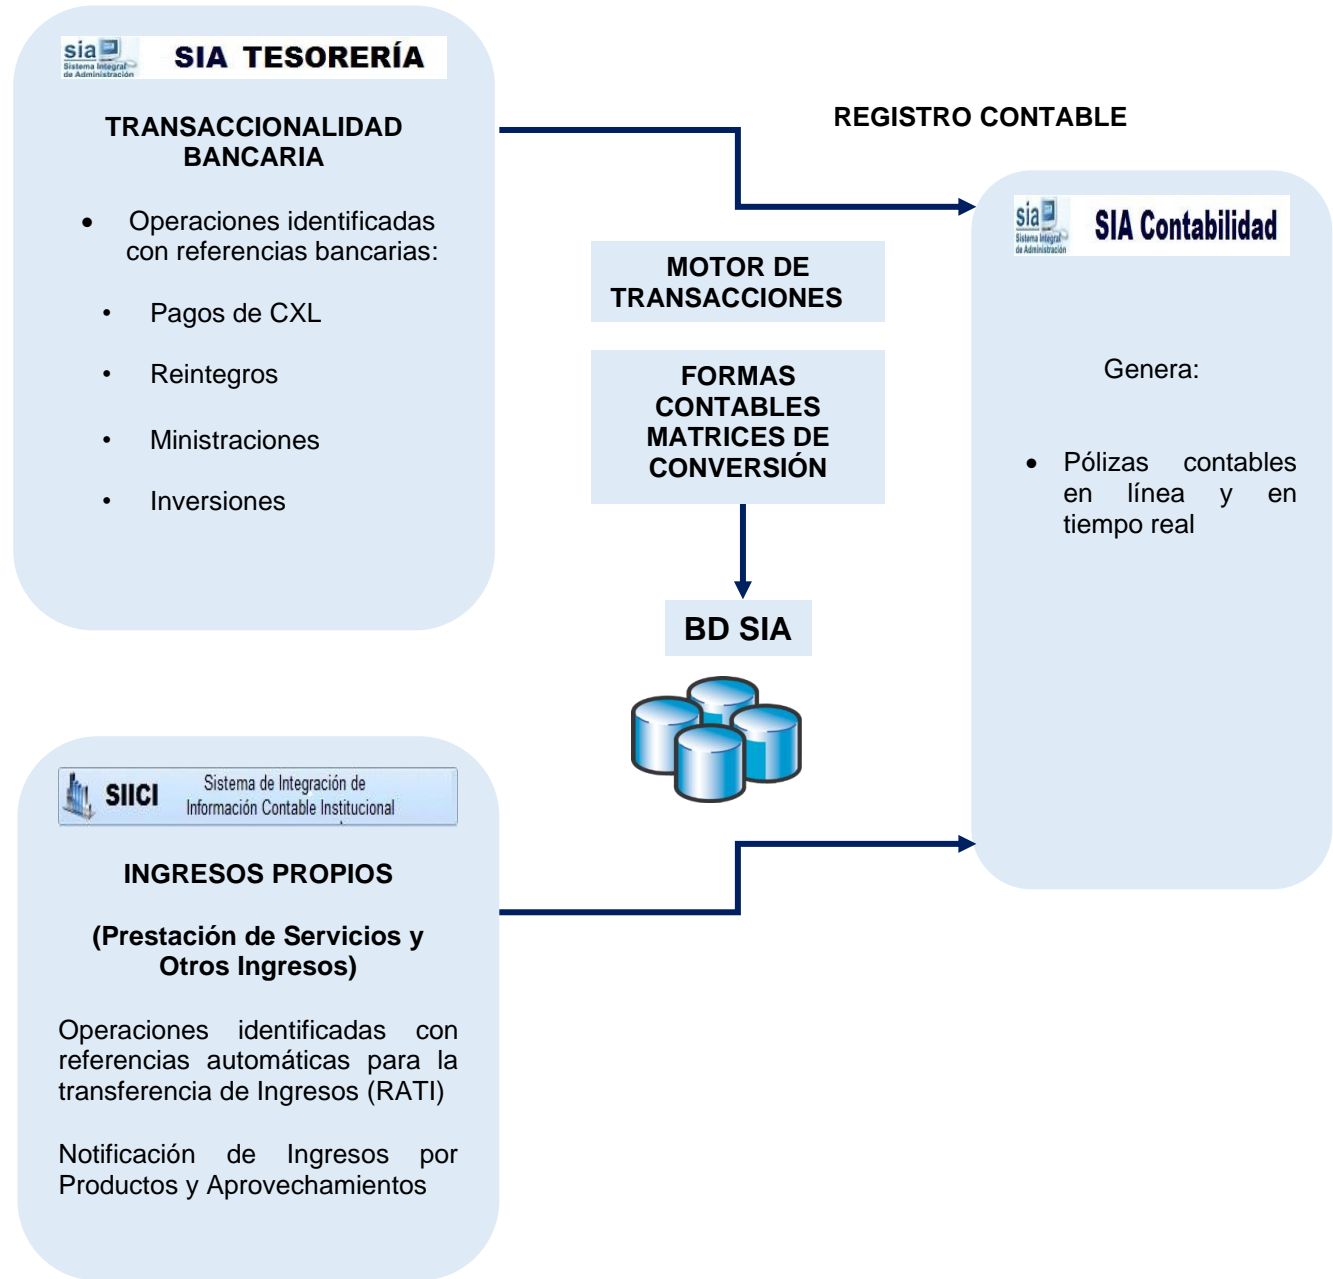 sia
Sistema Integral
de Administración
SIA TESORERÍA
TRANSACCIONALIDAD
BANCARIA
• Operaciones identificadas
con referencias bancarias:
• Pagos de CXL
• Reintegros
• Ministraciones
• Inversiones
REGISTRO CONTABLE
MOTOR DE
TRANSACCIONES
FORMAS
CONTABLES
MATRICES DE
CONVERSIÓN
BD SIA
sia
Sistema Integral
de Administración
SIA Contabilidad
Genera:
• Pólizas contables
en línea y en
tiempo real
SIICI
Sistema de Integración de
Información Contable Institucional
INGRESOS PROPIOS
(Prestación de Servicios y
Otros Ingresos)
Operaciones identificadas con
referencias automáticas para la
transferencia de Ingresos (RATI)
Notificación de Ingresos por
Productos y Aprovechamientos